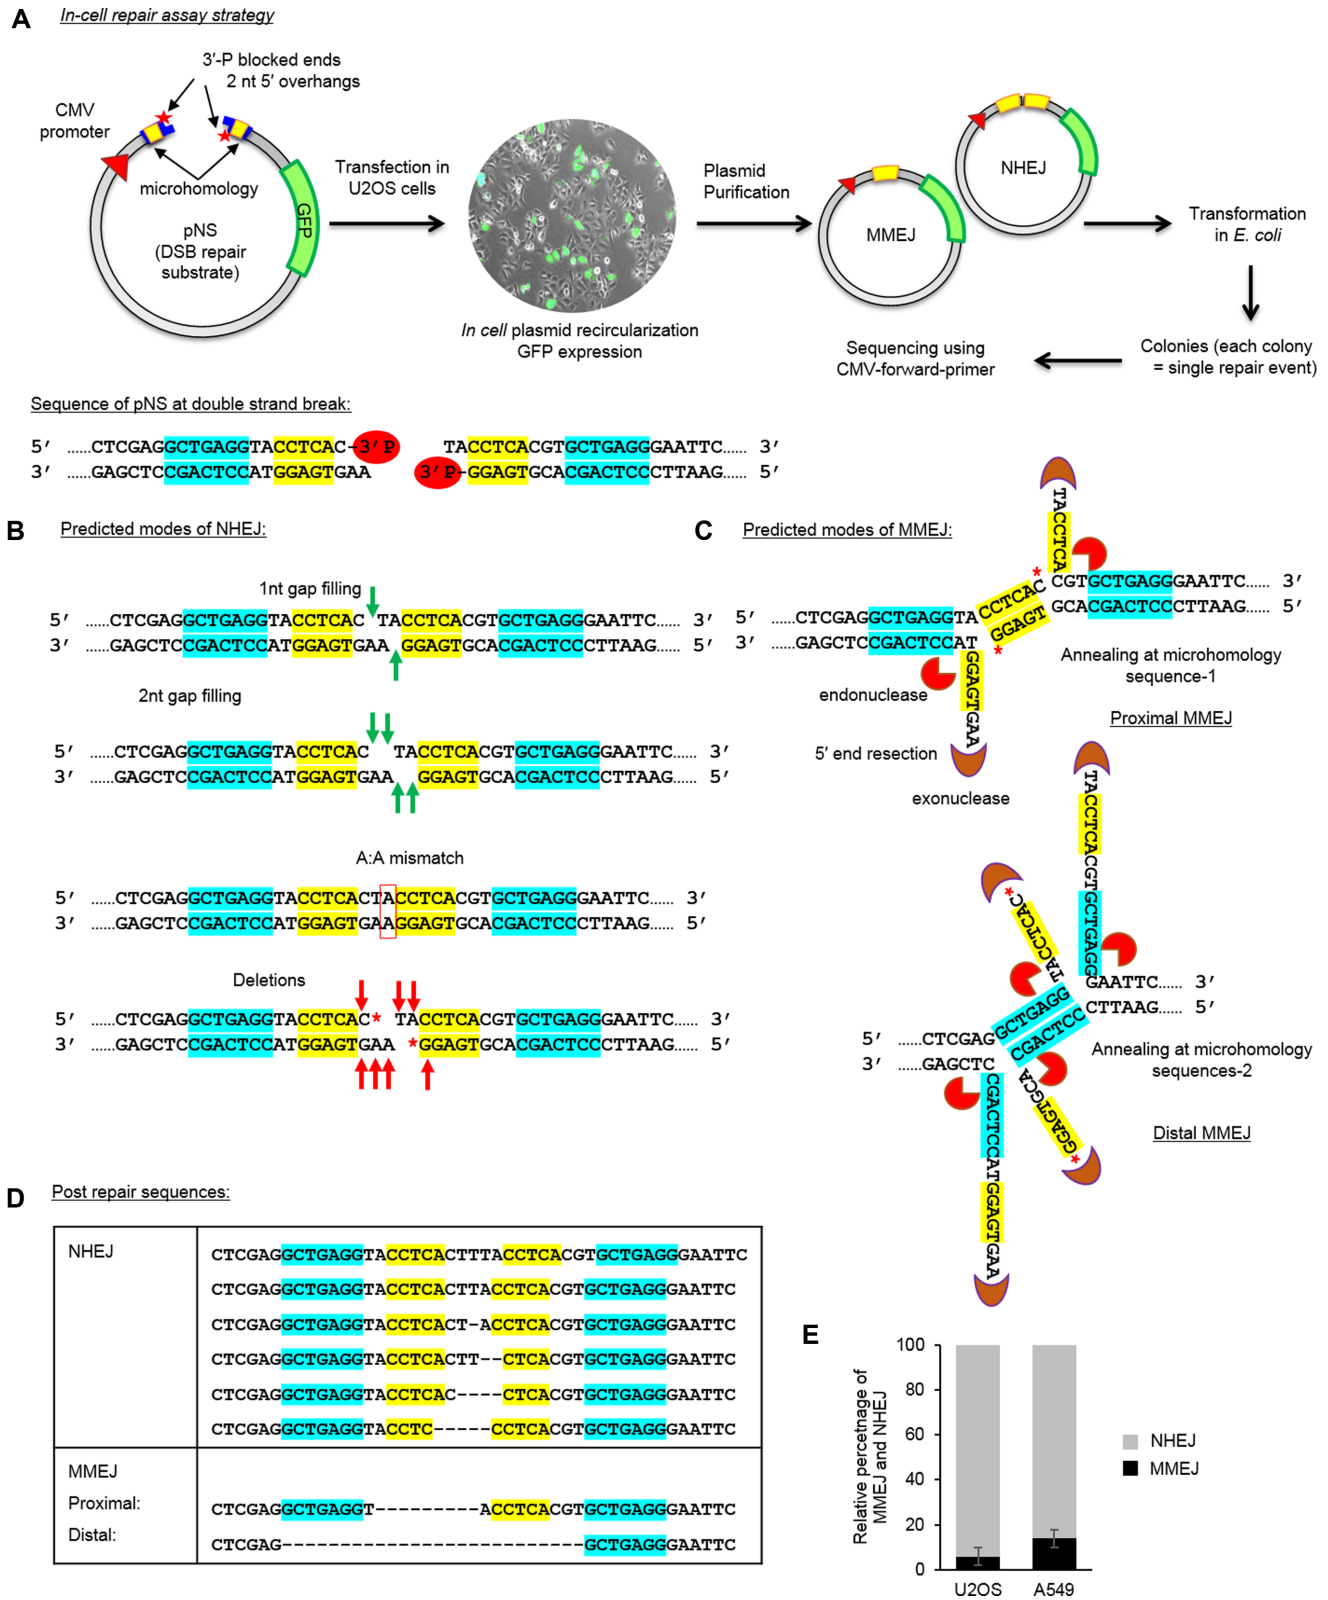 A
In-cell repair assay strategy
3′-P blocked ends
2 nt 5′ overhangs
CMV
promoter
microhomology
pNS
(DSB repair
substrate)
GFP
Transfection in
U2OS cells
In cell plasmid recircularization
GFP expression
Plasmid
Purification
MMEJ
NHEJ
Transformation
in E. coli
Colonies (each colony
= single repair event)
Sequencing using
CMV-forward-primer
Sequence of pNS at double strand break:
5′ ......CTCGAGGCTGAGGTACCTCAC-3′P TACCTCACGTGCTGAGGGAATTC...... 3′
3′ ......GAGCTCCGACTCCATGGAGTGAA 3′P-GGAGTGCACGACTCCCTTAAG...... 5′
B
Predicted modes of NHEJ:
1nt gap filling
5′ ......CTCGAGGCTGAGGTACCTCAC TACCTCACGTGCTGAGGGAATTC...... 3′
3′ ......GAGCTCCGACTCCATGGAGTGAA GGAGTGCACGACTCCCTTAAG...... 5′
2nt gap filling
5′ ......CTCGAGGCTGAGGTACCTCAC TACCTCACGTGCTGAGGGAATTC...... 3′
3′ ......GAGCTCCGACTCCATGGAGTGAA GGAGTGCACGACTCCCTTAAG...... 5′
A:A mismatch
5′ ......CTCGAGGCTGAGGTACCTCACTACCTCACGTGCTGAGGGAATTC...... 3′
3′ ......GAGCTCCGACTCCATGGAGTGAAGGAGTGCACGACTCCCTTAAG...... 5′
Deletions
5′ ......CTCGAGGCTGAGGTACCTCAC* TACCTCACGTGCTGAGGGAATTC...... 3′
3′ ......GAGCTCCGACTCCATGGAGTGAA *GGAGTGCACGACTCCCTTAAG...... 5′
C
Predicted modes of MMEJ:
TACCTCA
*
CGTGCTGAGGGAATTC...... 3′
GCACGACTCCCTTAAG...... 5′
CCTCAC
GGAGT
*
5′ ......CTCGAGGCTGAGGTA
3′ ......GAGCTCCGACTCCAT
GGAGTGAA
endonuclease
5′ end resection
exonuclease
Annealing at microhomology
sequence-1
Proximal MMEJ
TACCTCACGTGCTGAGG
*
TACCTCAC
GAATTC...... 3′
CTTAAG...... 5′
GCTGAGG
CGACTCC
5′ ......CTCGAG
3′ ......GAGCTC
GGAGTGCA
*
CGACTCCATGGAGTGAA
Annealing at microhomology
sequences-2
Distal MMEJ
D
Post repair sequences:
NHEJ
CTCGAGGCTGAGGTACCTCACTTTACCTCACGTGCTGAGGGAATTC
CTCGAGGCTGAGGTACCTCACTTACCTCACGTGCTGAGGGAATTC
CTCGAGGCTGAGGTACCTCACT-ACCTCACGTGCTGAGGGAATTC
CTCGAGGCTGAGGTACCTCACTT--CTCACGTGCTGAGGGAATTC
CTCGAGGCTGAGGTACCTCAC----CTCACGTGCTGAGGGAATTC
CTCGAGGCTGAGGTACCTC-----CCTCACGTGCTGAGGGAATTC
MMEJ
Proximal:
CTCGAGGCTGAGGT---------ACCTCACGTGCTGAGGGAATTC
Distal:
CTCGAG--------------------------GCTGAGGGAATTC
E
Relative percetnage of
MMEJ and NHEJ
100
80
60
40
20
0
U2OS
A549
NHEJ
MMEJ